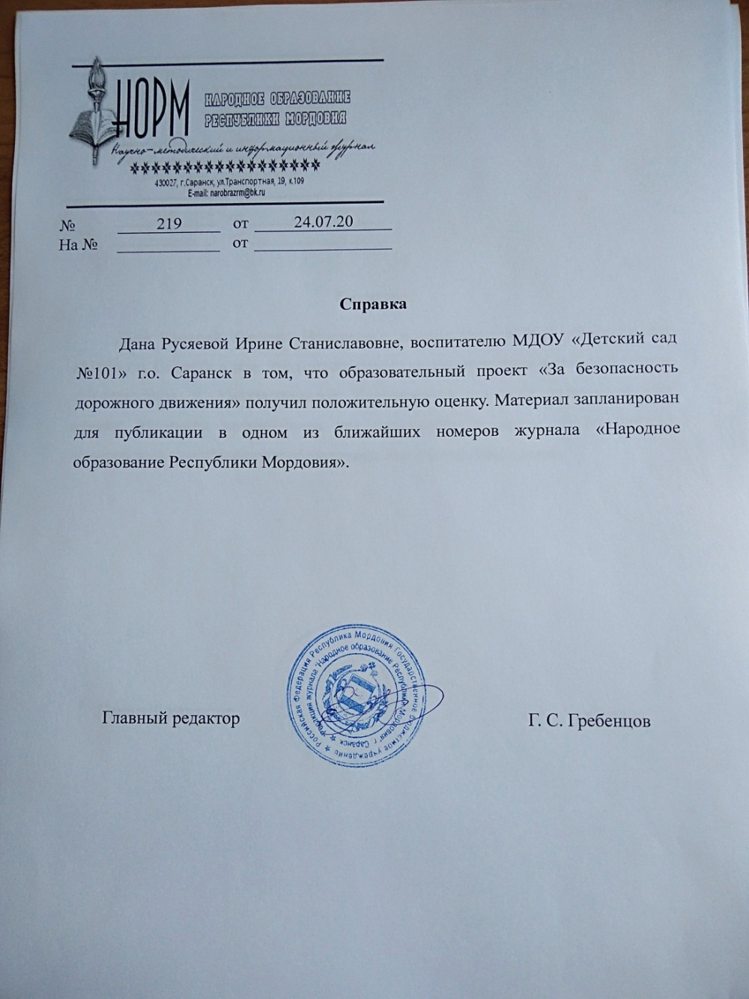 НОРМ
НАРОДНОЕ ОБРАЗОВАНИЕ
РЕСПУБЛИКИ МОРДОВИЯ
Научно-методический и информационный журнал
430027, г.Саранск, ул.Транспортная, 19, к.109
E-mail: narobrazrm@bk.ru
№ 219 от 24.07.20
На № от
Справка
Дана Русяевой Ирине Станиславовне, воспитателю МДОУ «Детский сад
№101» г.о. Саранск в том, что образовательный проект «За безопасность
дорожного движения» получил положительную оценку. Материал запланирован
для публикации в одном из ближайших номеров журнала «Народное
образование Республики Мордовия».
Российская Федерация Республика Мордовия Государственное бюджетное учреждение
"Редакция журнала "Народное образование Республики Мордовия" г. Саранск
Главный редактор
Г. С. Гребенцов